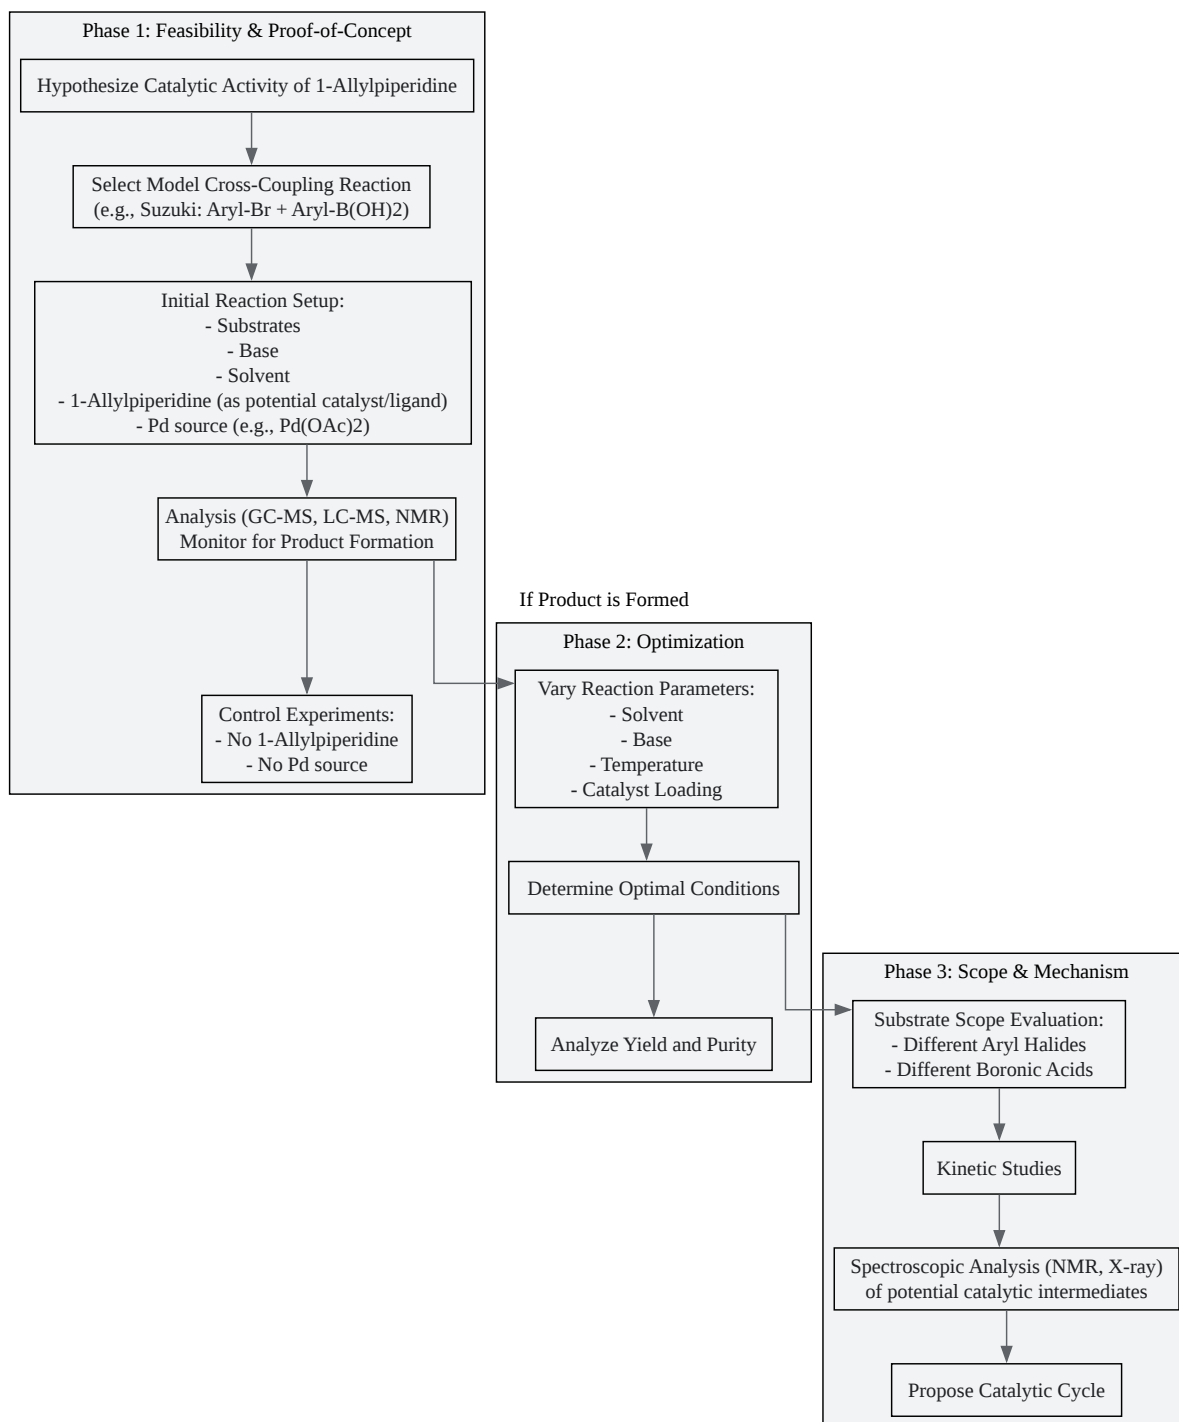 Phase 1: Feasibility & Proof-of-Concept
Hypothesize Catalytic Activity of 1-Allylpiperidine
Select Model Cross-Coupling Reaction
(e.g., Suzuki: Aryl-Br + Aryl-B(OH)2)
Initial Reaction Setup:
- Substrates
- Base
- Solvent
- 1-Allylpiperidine (as potential catalyst/ligand)
- Pd source (e.g., Pd(OAc)2)
Analysis (GC-MS, LC-MS, NMR)
Monitor for Product Formation
Control Experiments:
- No 1-Allylpiperidine
- No Pd source
If Product is Formed
Phase 2: Optimization
Vary Reaction Parameters:
- Solvent
- Base
- Temperature
- Catalyst Loading
Determine Optimal Conditions
Analyze Yield and Purity
Phase 3: Scope & Mechanism
Substrate Scope Evaluation:
- Different Aryl Halides
- Different Boronic Acids
Kinetic Studies
Spectroscopic Analysis (NMR, X-ray)
of potential catalytic intermediates
Propose Catalytic Cycle